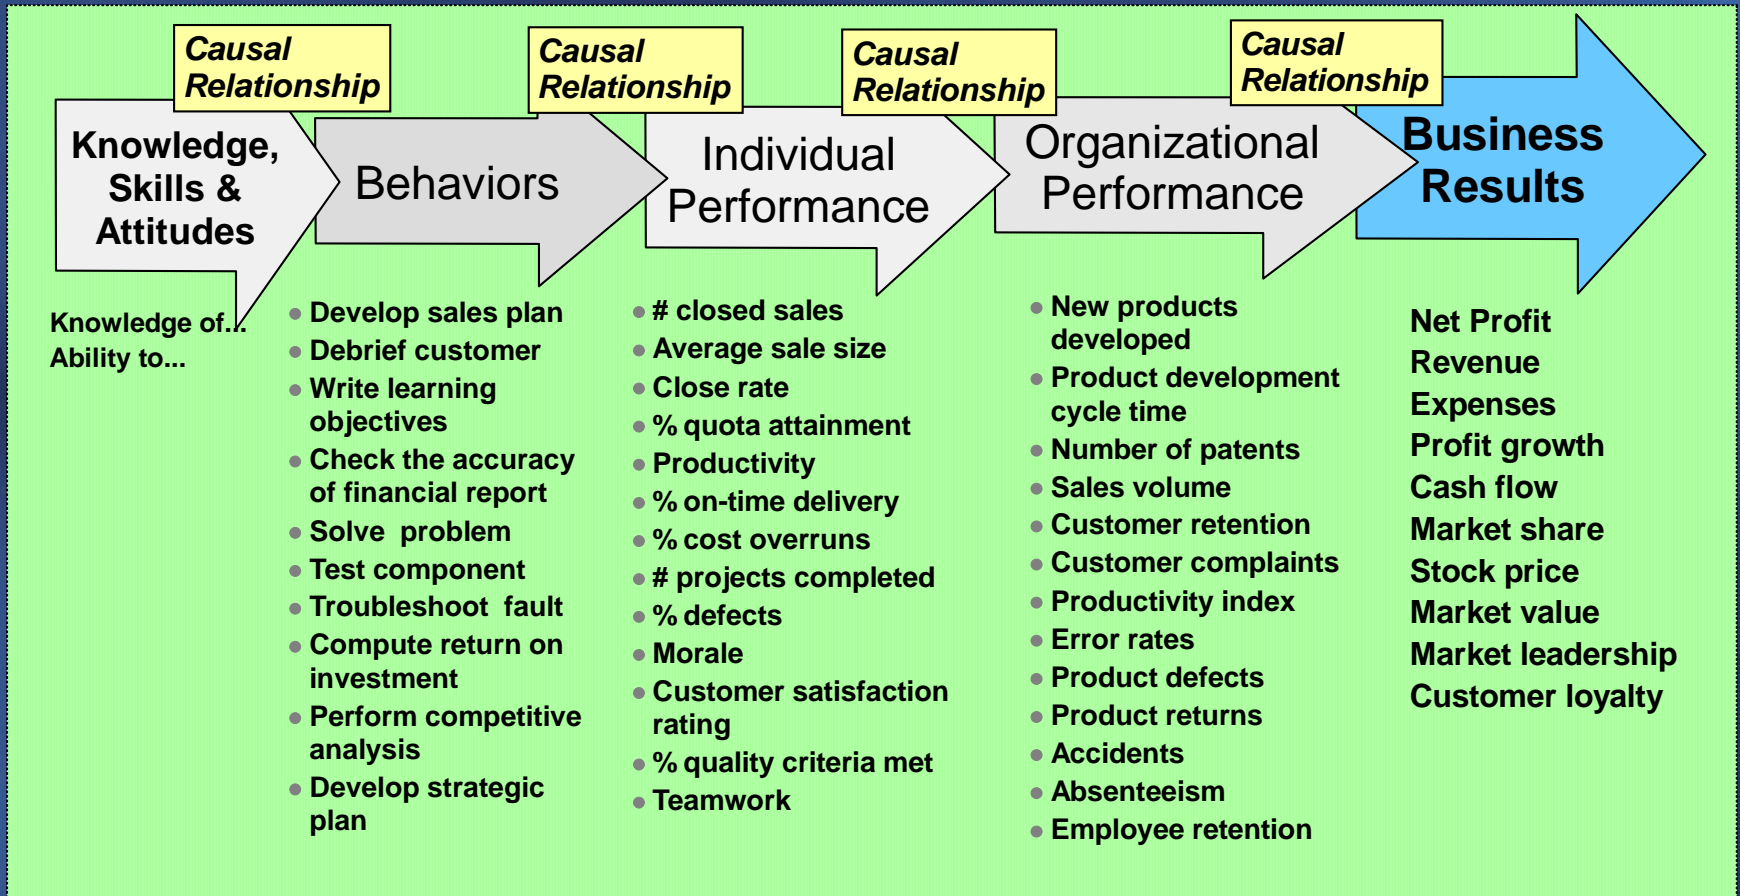 Causal
Relationship
Causal
Relationship
Causal
Relationship
Causal
Relationship
Knowledge,
Skills &
Attitudes
Behaviors
Individual
Performance
Organizational
Performance
Business
Results
Knowledge of...
Ability to...
Develop sales plan
Debrief customer
Write learning
objectives
Check the accuracy
of financial report
Solve problem
Test component
Troubleshoot fault
Compute return on
investment
Perform competitive
analysis
Develop strategic
plan
# closed sales
Average sale size
Close rate
% quota attainment
Productivity
% on-time delivery
% cost overruns
# projects completed
% defects
Morale
Customer satisfaction
rating
% quality criteria met
Teamwork
New products
developed
Product development
cycle time
Number of patents
Sales volume
Customer retention
Customer complaints
Productivity index
Error rates
Product defects
Product returns
Accidents
Absenteeism
Employee retention
Net Profit
Revenue
Expenses
Profit growth
Cash flow
Market share
Stock price
Market value
Market leadership
Customer loyalty